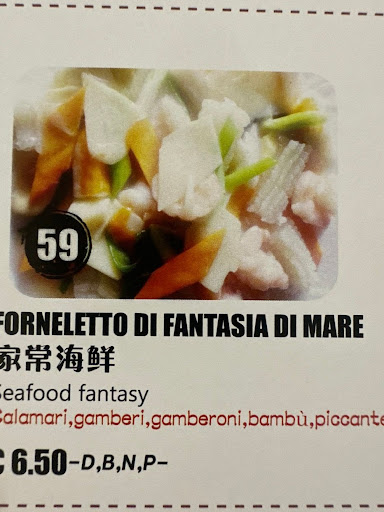 59
FORNELETTO DI FANTASIA DI MARE
家常海鲜
Seafood fantasy
Calamari,gamberi,gamberoni,bambù,piccante
€ 6.50-D,B,N,P-